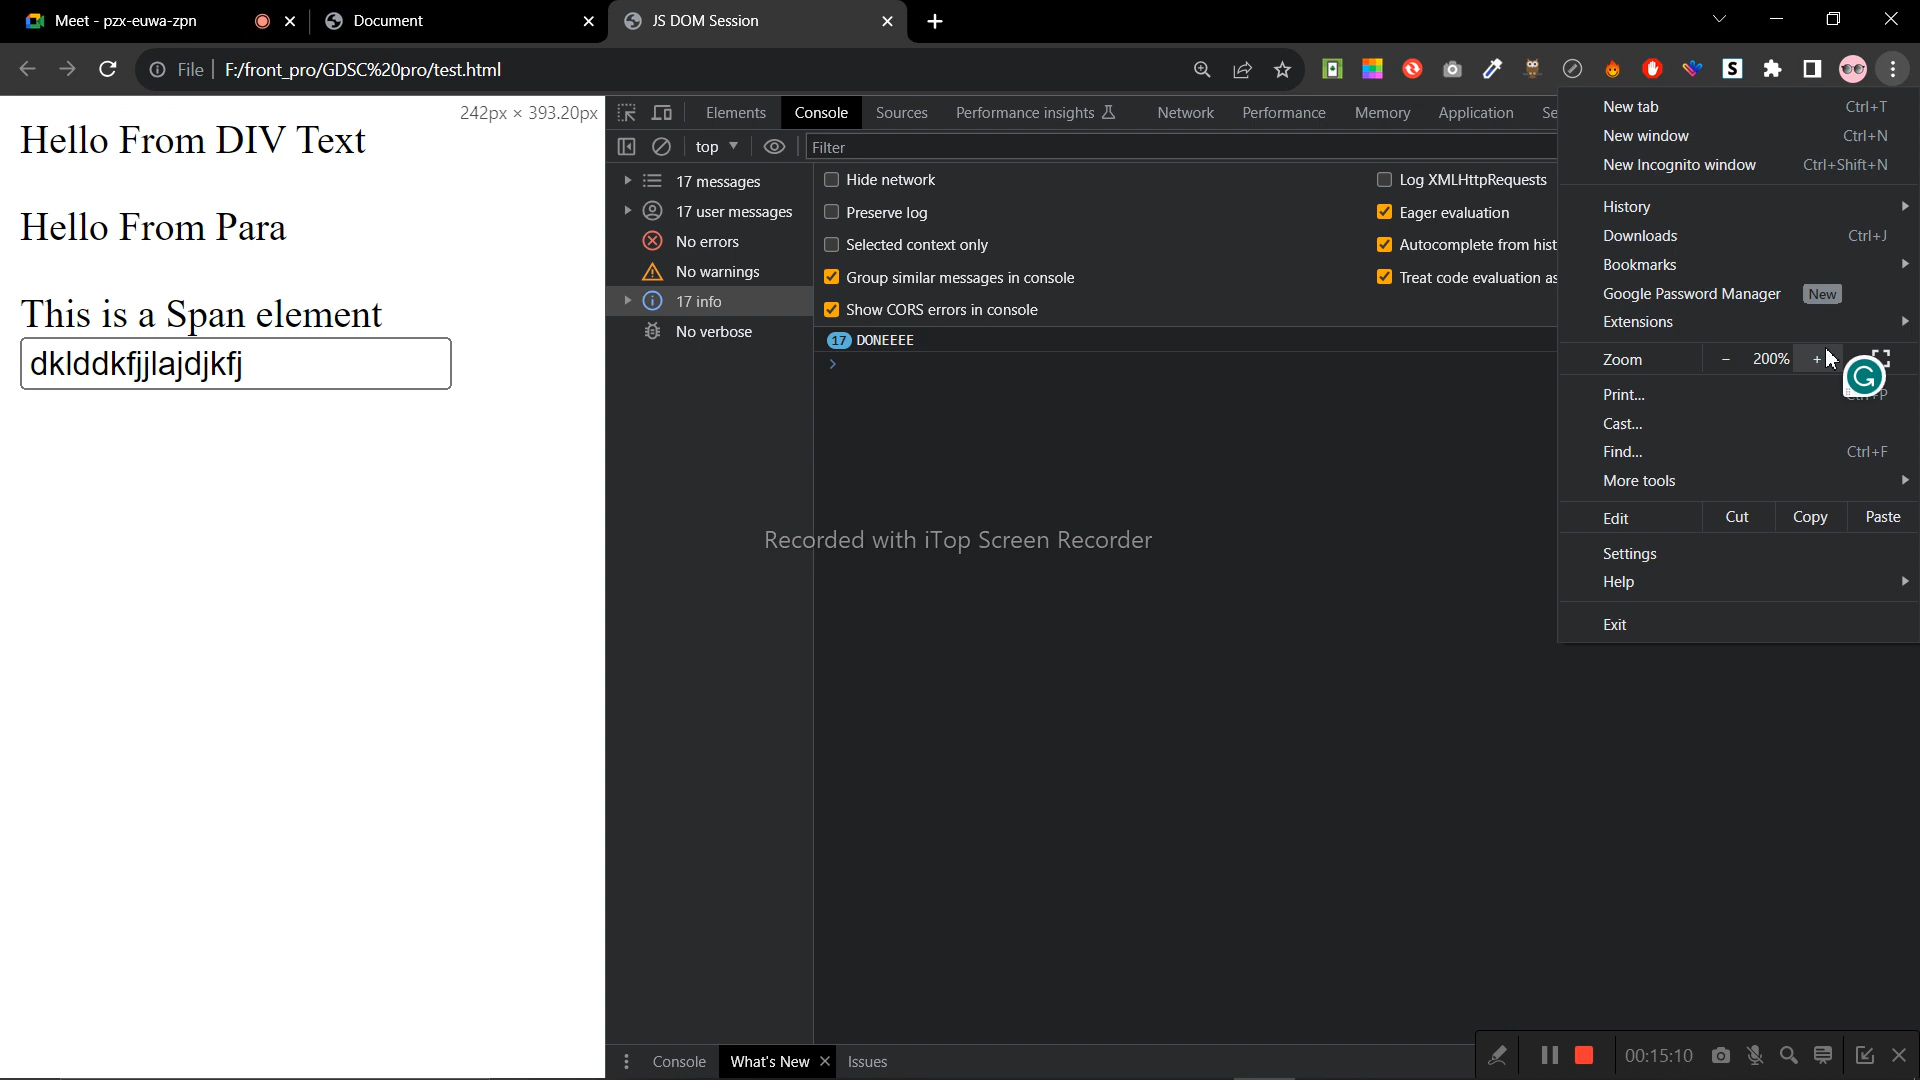 Meet - pzx-euwa-zpn
Document
JS DOM Session
File
F:/front_pro/GDSC%20pro/test.html
242px × 393.20px
Hello From DIV Text
Hello From Para
This is a Span element
dklddkfjjlajdjkfj
Elements Console Sources Performance insights Network Performance Memory Application Se
top
Filter
17 messages
17 user messages
No errors
No warnings
17 info
No verbose
Hide network
Log XMLHttpRequests
Preserve log
Eager evaluation
Selected context only
Autocomplete from hist
Group similar messages in console
Treat code evaluation as
Show CORS errors in console
17 DONEEEE
New tab Ctrl+T
New window Ctrl+N
New Incognito window Ctrl+Shift+N
History
Downloads Ctrl+J
Bookmarks
Google Password Manager New
Extensions
Zoom - 200% +
Print...
Cast...
Find... Ctrl+F
More tools
Edit Cut Copy Paste
Settings
Help
Exit
Recorded with iTop Screen Recorder
Console What's New Issues
00:15:10